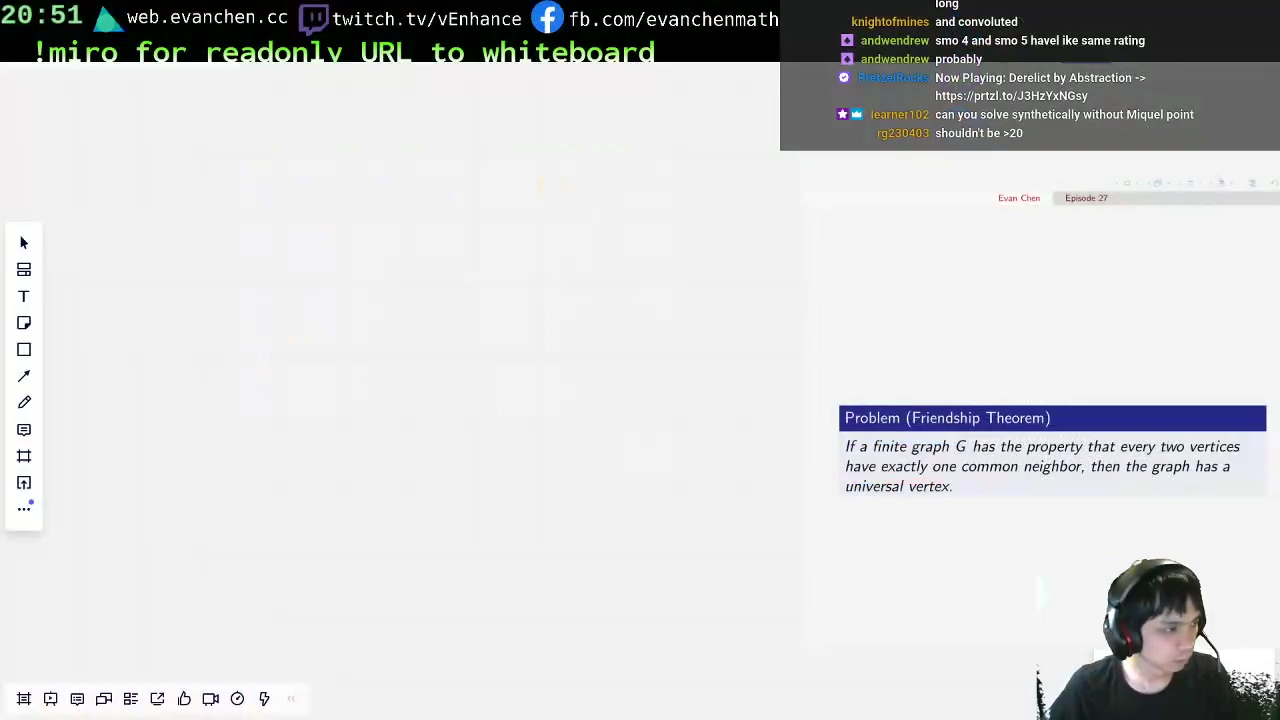 20:51 web.evanchen.cc twitch.tv/vEnhance fb.com/evanchenmath
!miro for readonly URL to whiteboard
long
knightofmines and convoluted
andwendrew smo 4 and smo 5 havel ike same rating
andwendrew probably
PretzelRocks Now Playing: Derelict by Abstraction ->
https://prtzl.to/J3HzYxNGsy
learner102 can you solve synthetically without Miquel point
rg230403 shouldn't be >20
Evan Chen Episode 27
T
Problem (Friendship Theorem)
If a finite graph G has the property that every two vertices
have exactly one common neighbor, then the graph has a
universal vertex.